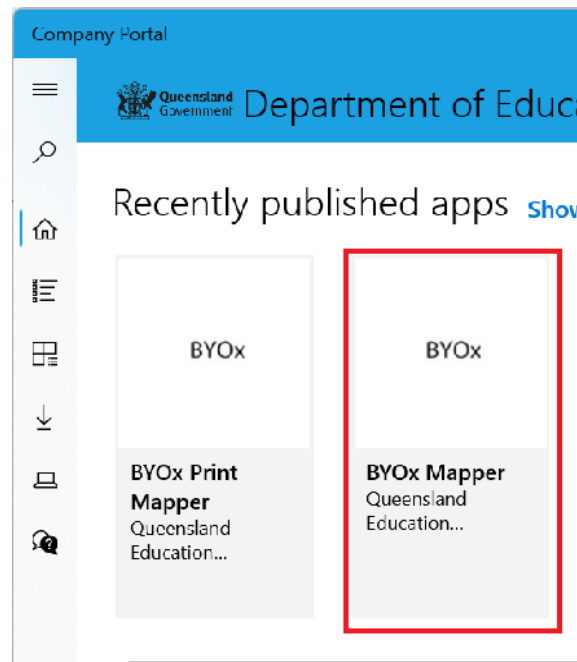 Company Portal
Queensland
Government
Department of Educa
Recently published apps Show
BYOx
BYOx
BYOx Print
Mapper
Queensland
Education...
BYOx Mapper
Queensland
Education...